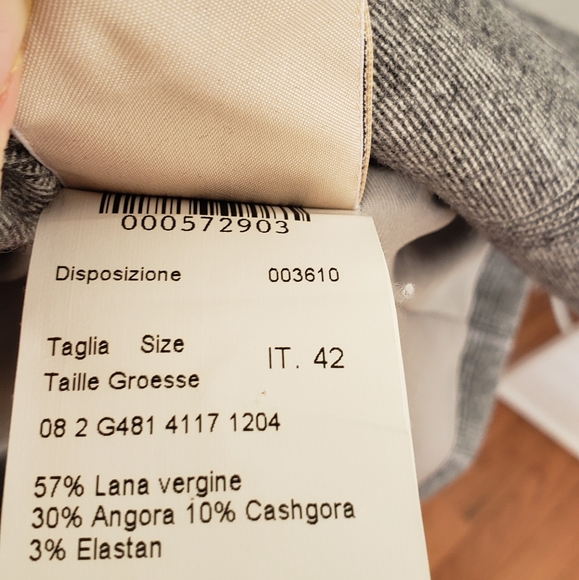 000572903
Disposizione 003610
Taglia Size IT. 42
Taille Groesse
08 2 G481 4117 1204
57% Lana vergine
30% Angora 10% Cashgora
3% Elastan